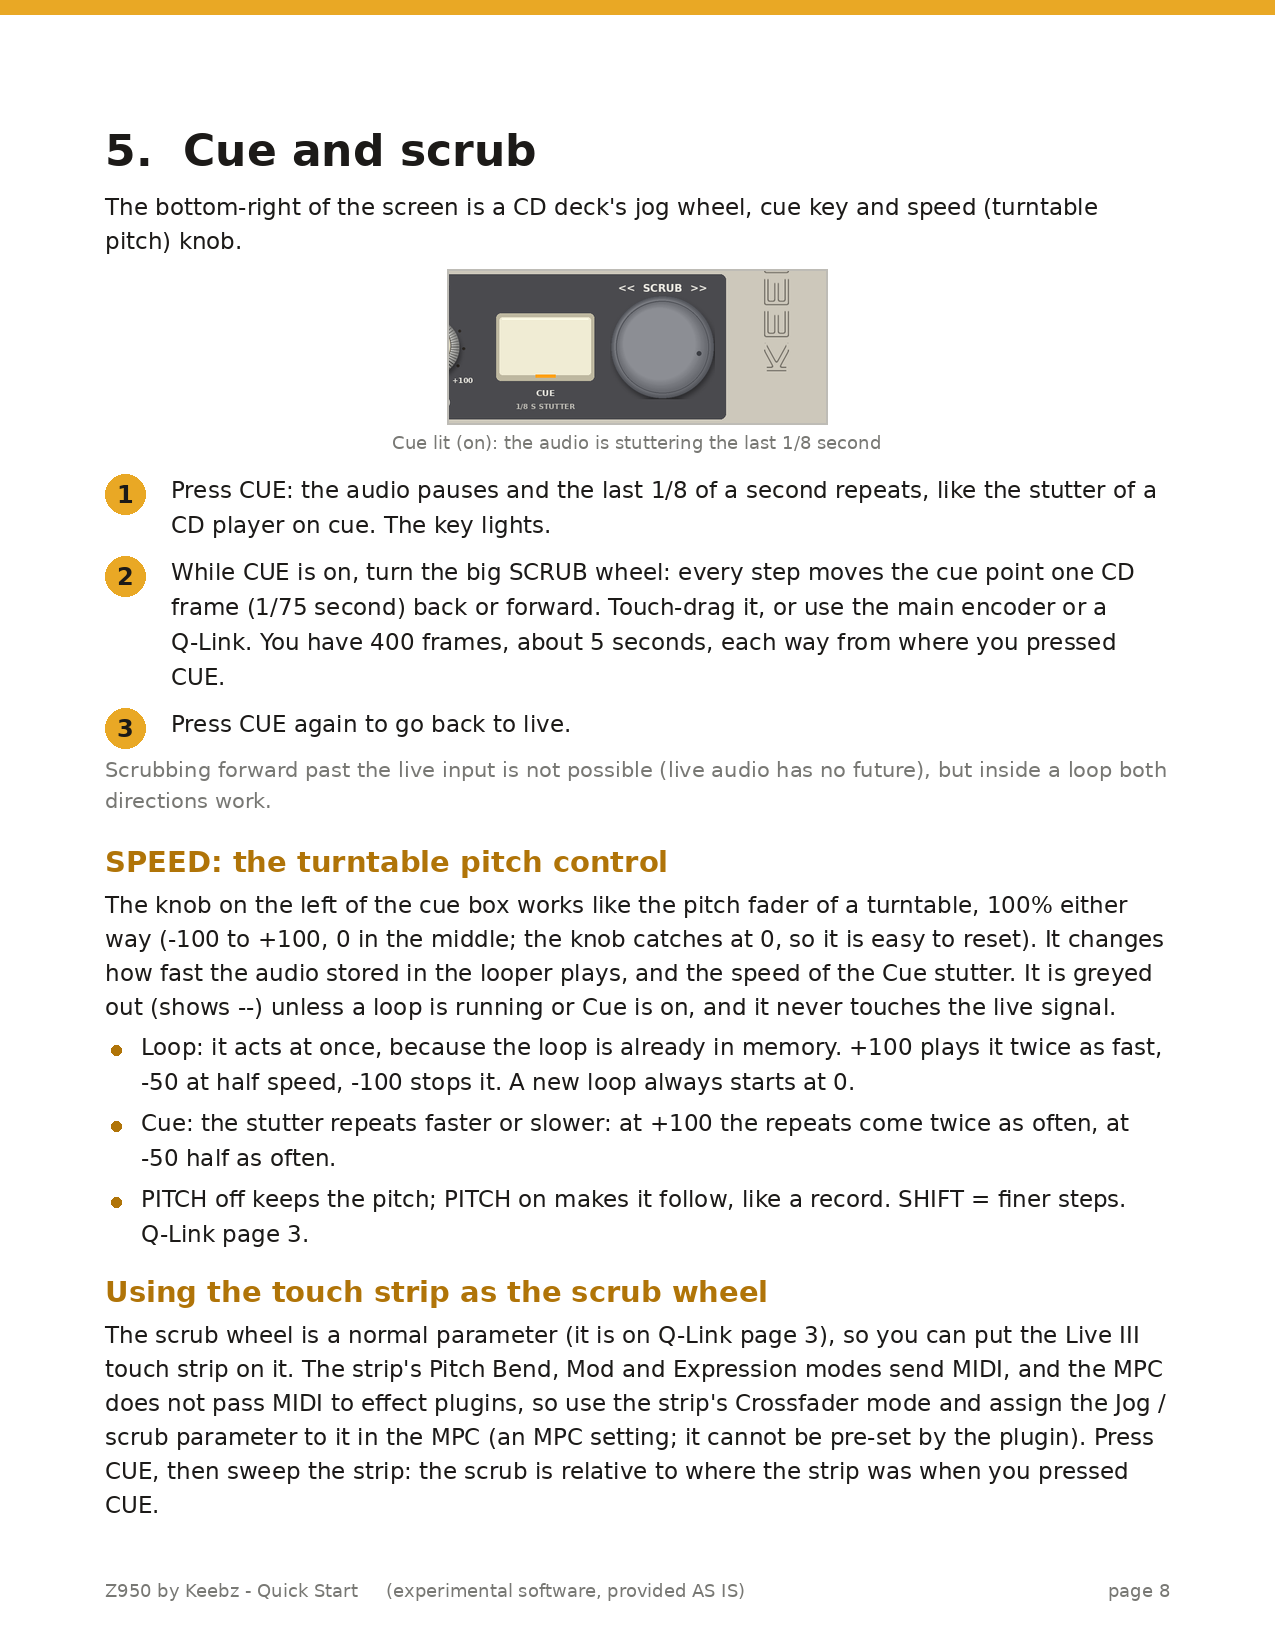 5. Cue and scrub
The bottom-right of the screen is a CD deck's jog wheel, cue key and speed (turntable
pitch) knob.
<< SCRUB >>
+100
CUE
1/8 S STUTTER
Cue lit (on): the audio is stuttering the last 1/8 second
1 Press CUE: the audio pauses and the last 1/8 of a second repeats, like the stutter of a
CD player on cue. The key lights.
2 While CUE is on, turn the big SCRUB wheel: every step moves the cue point one CD
frame (1/75 second) back or forward. Touch-drag it, or use the main encoder or a
Q-Link. You have 400 frames, about 5 seconds, each way from where you pressed
CUE.
3 Press CUE again to go back to live.
Scrubbing forward past the live input is not possible (live audio has no future), but inside a loop both
directions work.
SPEED: the turntable pitch control
The knob on the left of the cue box works like the pitch fader of a turntable, 100% either
way (-100 to +100, 0 in the middle; the knob catches at 0, so it is easy to reset). It changes
how fast the audio stored in the looper plays, and the speed of the Cue stutter. It is greyed
out (shows --) unless a loop is running or Cue is on, and it never touches the live signal.
• Loop: it acts at once, because the loop is already in memory. +100 plays it twice as fast,
-50 at half speed, -100 stops it. A new loop always starts at 0.
• Cue: the stutter repeats faster or slower: at +100 the repeats come twice as often, at
-50 half as often.
• PITCH off keeps the pitch; PITCH on makes it follow, like a record. SHIFT = finer steps.
Q-Link page 3.
Using the touch strip as the scrub wheel
The scrub wheel is a normal parameter (it is on Q-Link page 3), so you can put the Live III
touch strip on it. The strip's Pitch Bend, Mod and Expression modes send MIDI, and the MPC
does not pass MIDI to effect plugins, so use the strip's Crossfader mode and assign the Jog /
scrub parameter to it in the MPC (an MPC setting; it cannot be pre-set by the plugin). Press
CUE, then sweep the strip: the scrub is relative to where the strip was when you pressed
CUE.
Z950 by Keebz - Quick Start (experimental software, provided AS IS) page 8